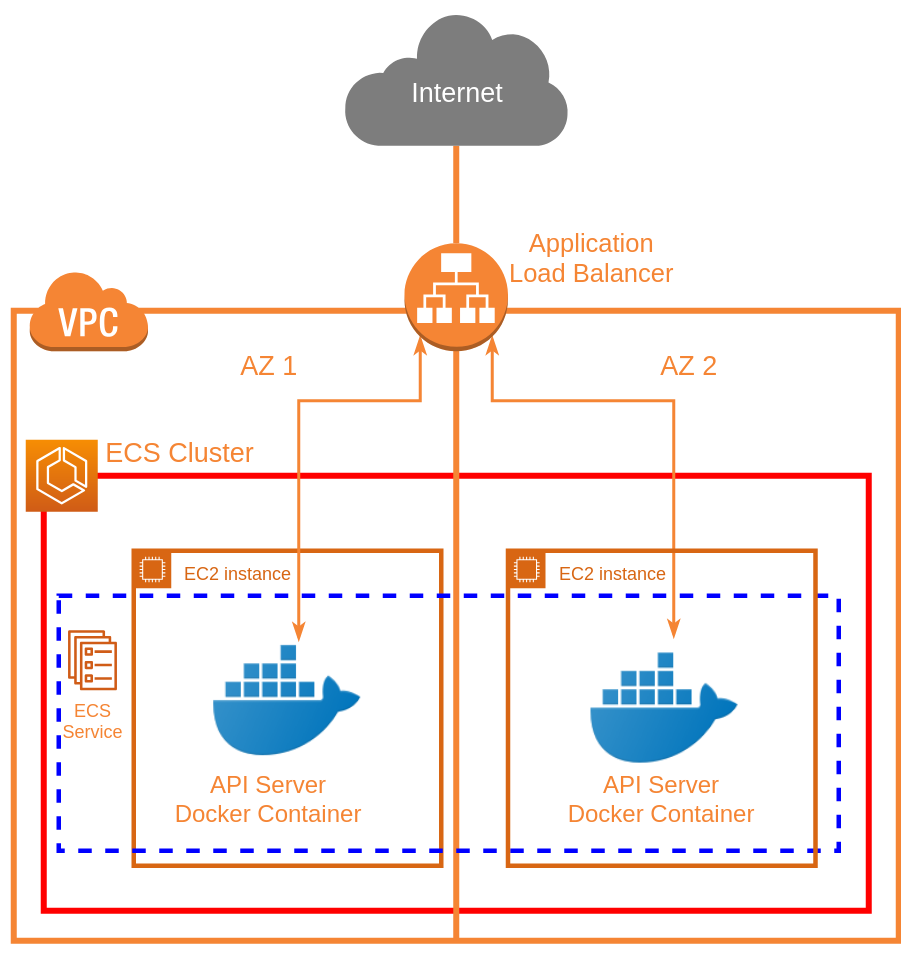 Internet
Application
Load Balancer
VPC
AZ 1
AZ 2
ECS Cluster
EC2 instance
EC2 instance
ECS
Service
API Server
Docker Container
API Server
Docker Container